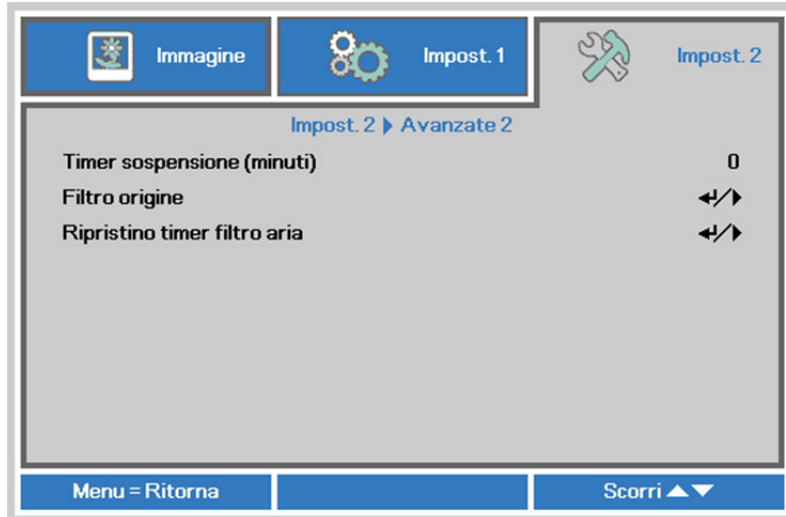 Immagine
Impost. 1
Impost. 2
Impost. 2 ▶ Avanzate 2
Timer sospensione (minuti) 0
Filtro origine ↵/▶
Ripristino timer filtro aria ↵/▶
Menu = Ritorna
Scorri ▲▼